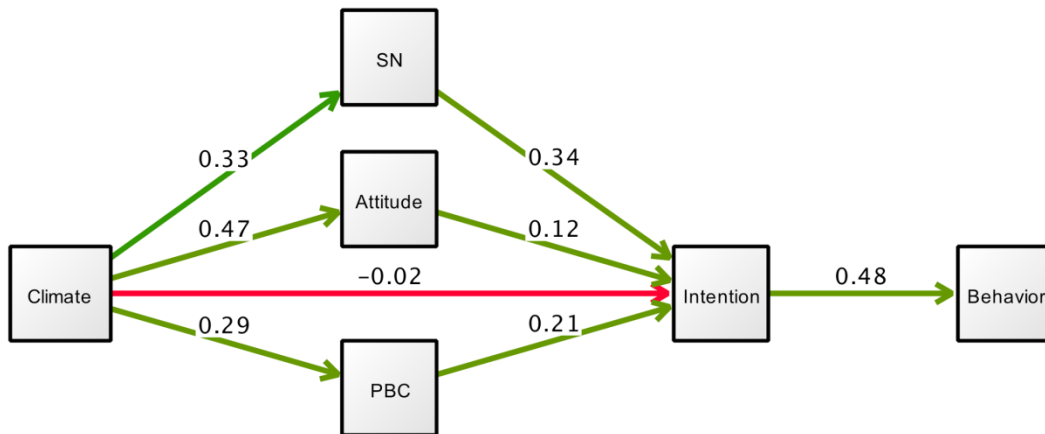 SN
0.33
0.34
Attitude
0.47
0.12
Climate
-0.02
Intention
0.48
Behavior
0.29
0.21
PBC